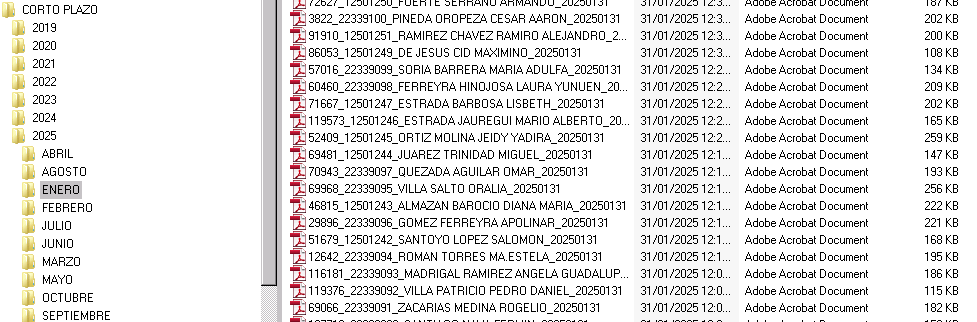 CORTO PLAZO
2019
2020
2021
2022
2023
2024
2025
ABRIL
AGOSTO
ENERO
FEBRERO
JULIO
JUNIO
MARZO
MAYO
OCTUBRE
SEPTIEMBRE
72627_12501250_FUERTE SERRANO ARMANDO_20250131 31/01/2025 12:3... Adobe Acrobat Document 187 KB
3822_22339100_PINEDA OROPEZA CESAR AARON_20250131 31/01/2025 12:3... Adobe Acrobat Document 202 KB
91910_12501251_RAMIREZ CHAVEZ RAMIRO ALEJANDRO_2... 31/01/2025 12:3... Adobe Acrobat Document 200 KB
86053_12501249_DE JESUS CID MAXIMINO_20250131 31/01/2025 12:3... Adobe Acrobat Document 108 KB
57016_22339099_SORIA BARRERA MARIA ADULFA_20250131 31/01/2025 12:2... Adobe Acrobat Document 134 KB
60460_22339098_FERREYRA HINOJOSA LAURA YUNUEN_20... 31/01/2025 12:2... Adobe Acrobat Document 209 KB
71667_12501247_ESTRADA BARBOSA LISBETH_20250131 31/01/2025 12:2... Adobe Acrobat Document 202 KB
119573_12501246_ESTRADA JAUREGUI MARIO ALBERTO_20... 31/01/2025 12:2... Adobe Acrobat Document 165 KB
52409_12501245_ORTIZ MOLINA JEIDY YADIRA_20250131 31/01/2025 12:2... Adobe Acrobat Document 259 KB
69481_12501244_JUAREZ TRINIDAD MIGUEL_20250131 31/01/2025 12:1... Adobe Acrobat Document 147 KB
70943_22339097_QUEZADA AGUILAR OMAR_20250131 31/01/2025 12:1... Adobe Acrobat Document 193 KB
69968_22339095_VILLA SALTO ORALIA_20250131 31/01/2025 12:1... Adobe Acrobat Document 256 KB
46815_12501243_ALMAZAN BAROCIO DIANA MARIA_20250131 31/01/2025 12:1... Adobe Acrobat Document 222 KB
29896_22339096_GOMEZ FERREYRA APOLINAR_20250131 31/01/2025 12:1... Adobe Acrobat Document 221 KB
51679_12501242_SANTOYO LOPEZ SALOMON_20250131 31/01/2025 12:1... Adobe Acrobat Document 168 KB
12642_22339094_ROMAN TORRES MA.ESTELA_20250131 31/01/2025 12:1... Adobe Acrobat Document 195 KB
116181_22339093_MADRIGAL RAMIREZ ANGELA GUADALUP... 31/01/2025 12:0... Adobe Acrobat Document 186 KB
119376_22339092_VILLA PATRICIO PEDRO DANIEL_20250131 31/01/2025 12:0... Adobe Acrobat Document 115 KB
69066_22339091_ZACARIAS MEDINA ROGELIO_20250131 31/01/2025 12:0... Adobe Acrobat Document 182 KB